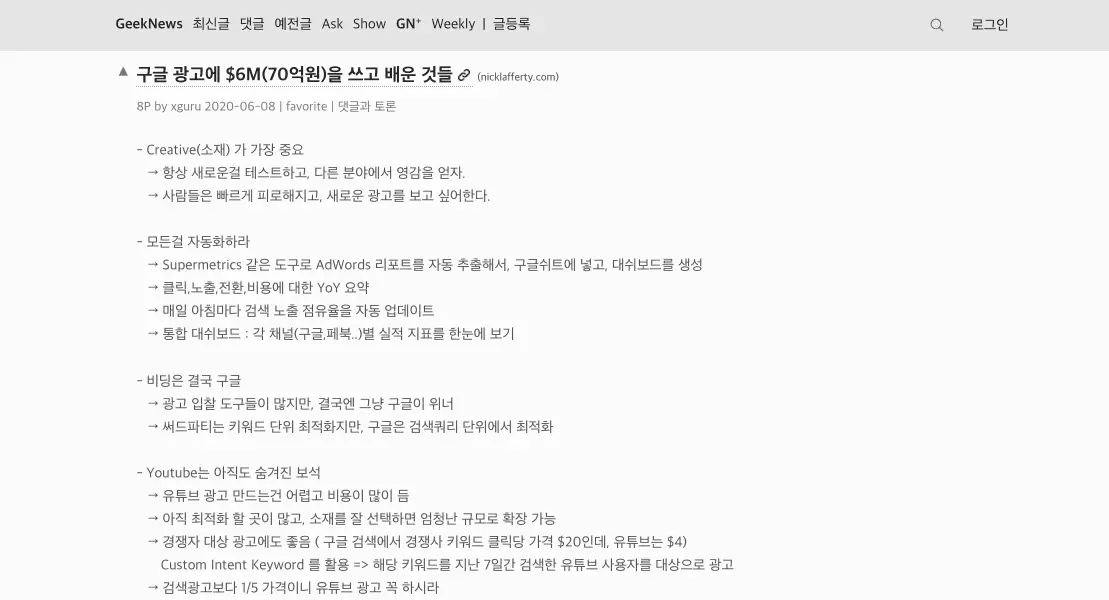 GeekNews 최신글 댓글 예전글 Ask Show GN⁺ Weekly | 글등록 로그인
▲ 구글 광고에 $6M(70억원)을 쓰고 배운 것들 (nicklafferty.com)
8P by xguru 2020-06-08 | favorite | 댓글과 토론
- Creative(소재) 가 가장 중요
→ 항상 새로운걸 테스트하고, 다른 분야에서 영감을 얻자.
→ 사람들은 빠르게 피로해지고, 새로운 광고를 보고 싶어한다.
- 모든걸 자동화하라
→ Supermetrics 같은 도구로 AdWords 리포트를 자동 추출해서, 구글쉬트에 넣고, 대쉬보드를 생성
→ 클릭,노출,전환,비용에 대한 YoY 요약
→ 매일 아침마다 검색 노출 점유율을 자동 업데이트
→ 통합 대쉬보드 : 각 채널(구글,페북..)별 실적 지표를 한눈에 보기
- 비딩은 결국 구글
→ 광고 입찰 도구들이 많지만, 결국엔 그냥 구글이 위너
→ 써드파티는 키워드 단위 최적화지만, 구글은 검색쿼리 단위에서 최적화
- Youtube는 아직도 숨겨진 보석
→ 유튜브 광고 만드는건 어렵고 비용이 많이 듬
→ 아직 최적화 할 곳이 많고, 소재를 잘 선택하면 엄청난 규모로 확장 가능
→ 경쟁자 대상 광고에도 좋음 ( 구글 검색에서 경쟁사 키워드 클릭당 가격 $20인데, 유튜브는 $4)
Custom Intent Keyword 를 활용 => 해당 키워드를 지난 7일간 검색한 유튜브 사용자를 대상으로 광고
→ 검색광고보다 1/5 가격이니 유튜브 광고 꼭 하시라